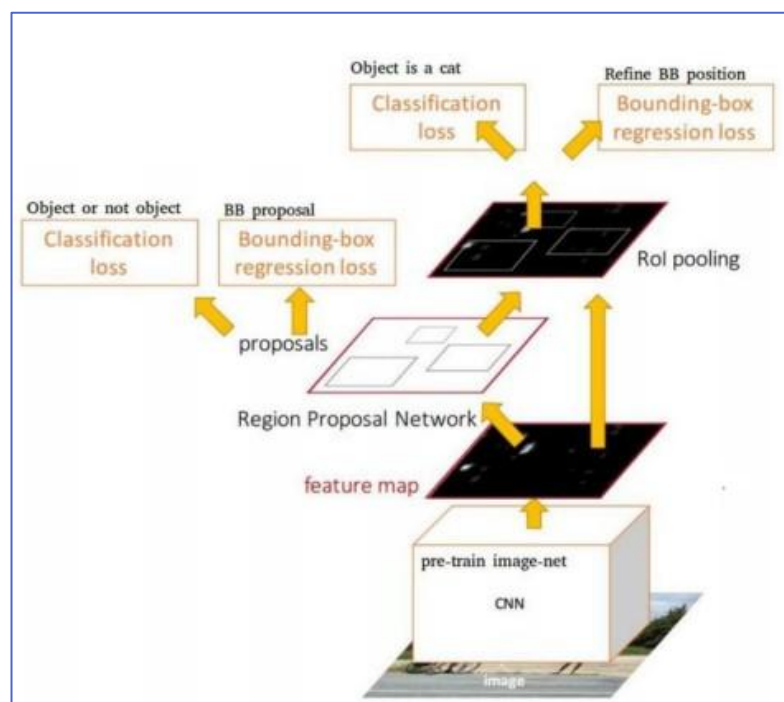 Object is a cat
Classification
loss
Refine BB position
Bounding-box
regression loss
Object or not object
Classification
loss
BB proposal
Bounding-box
regression loss
RoI pooling
proposals
Region Proposal Network
feature map
pre-train image-net
CNN
image